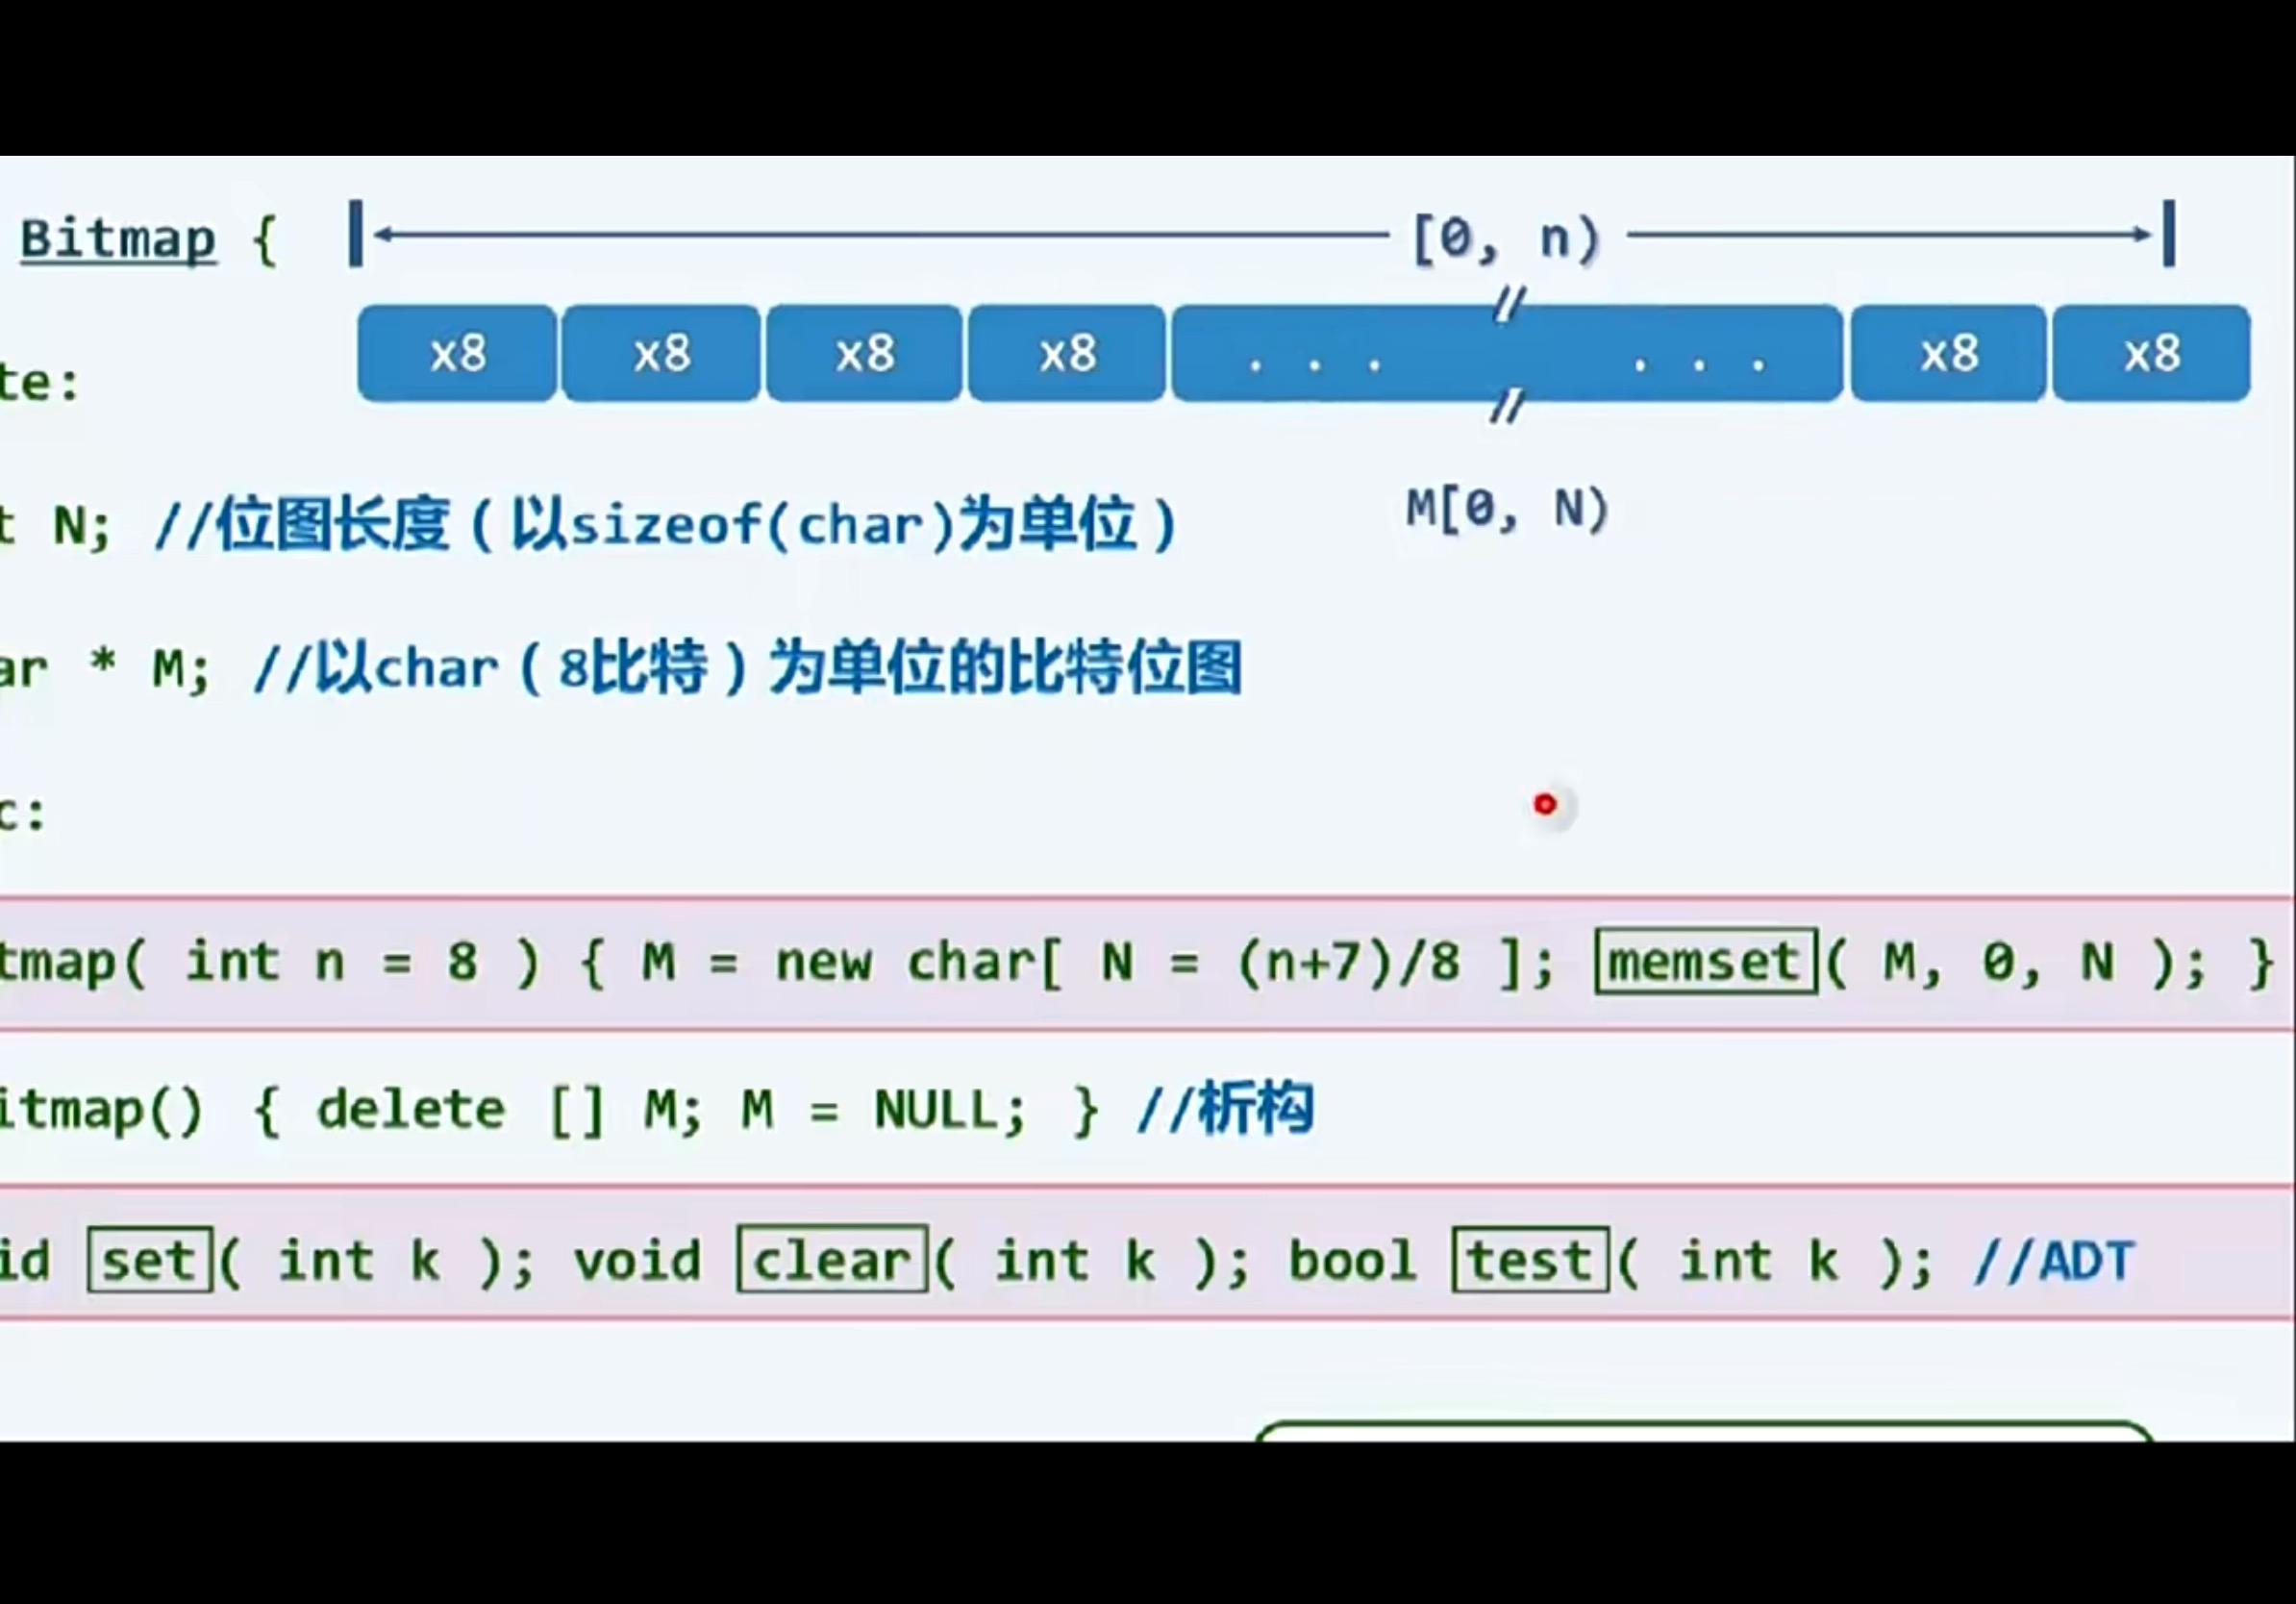 Bitmap { [0, n)
x8 x8 x8 x8 . . . . . . x8 x8
te:
t N; //位图长度（以sizeof(char)为单位） M[0, N)
ar * M; //以char（8比特）为单位的比特位图
c:
tmap( int n = 8 ) { M = new char[ N = (n+7)/8 ]; memset( M, 0, N ); }
itmap() { delete [] M; M = NULL; } //析构
id set( int k ); void clear( int k ); bool test( int k ); //ADT